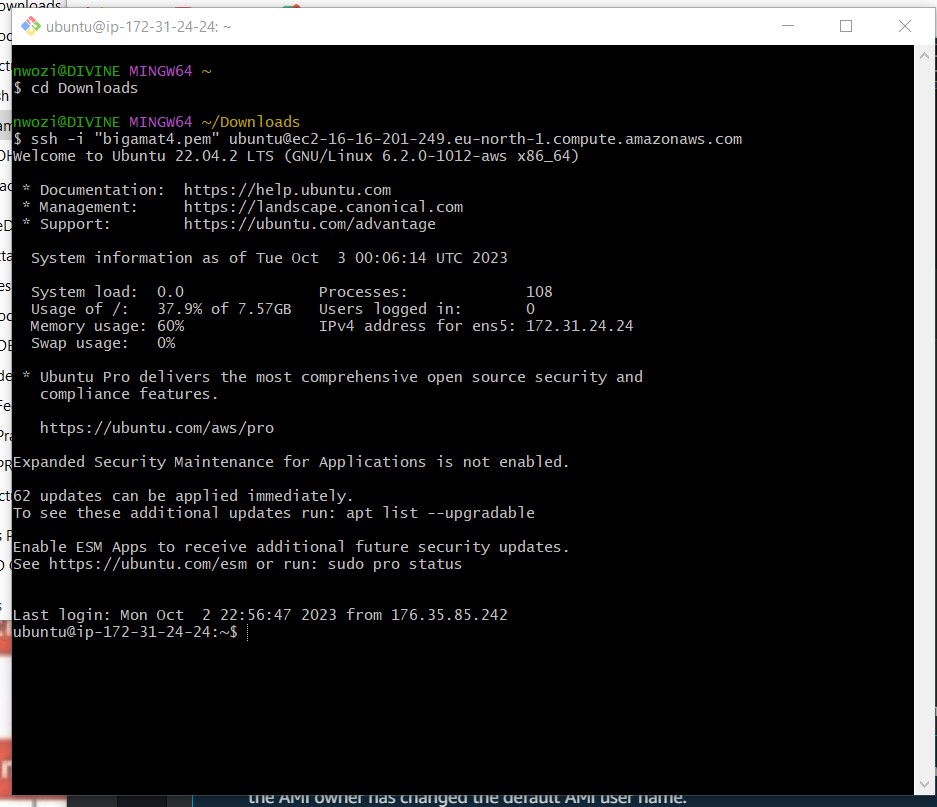 ownloads
ubuntu@ip-172-31-24-24: ~
nwozi@DIVINE MINGW64 ~
$ cd Downloads
nwozi@DIVINE MINGW64 ~/Downloads
$ ssh -i "bigamat4.pem" ubuntu@ec2-16-16-201-249.eu-north-1.compute.amazonaws.com
Welcome to Ubuntu 22.04.2 LTS (GNU/Linux 6.2.0-1012-aws x86_64)
* Documentation: https://help.ubuntu.com
* Management: https://landscape.canonical.com
* Support: https://ubuntu.com/advantage
System information as of Tue Oct 3 00:06:14 UTC 2023
System load: 0.0 Processes: 108
Usage of /: 37.9% of 7.57GB Users logged in: 0
Memory usage: 60% IPv4 address for ens5: 172.31.24.24
Swap usage: 0%
* Ubuntu Pro delivers the most comprehensive open source security and
compliance features.
https://ubuntu.com/aws/pro
Expanded Security Maintenance for Applications is not enabled.
62 updates can be applied immediately.
To see these additional updates run: apt list --upgradable
Enable ESM Apps to receive additional future security updates.
See https://ubuntu.com/esm or run: sudo pro status
Last login: Mon Oct 2 22:56:47 2023 from 176.35.85.242
ubuntu@ip-172-31-24-24:~$
the AMI owner has changed the default AMI user name.